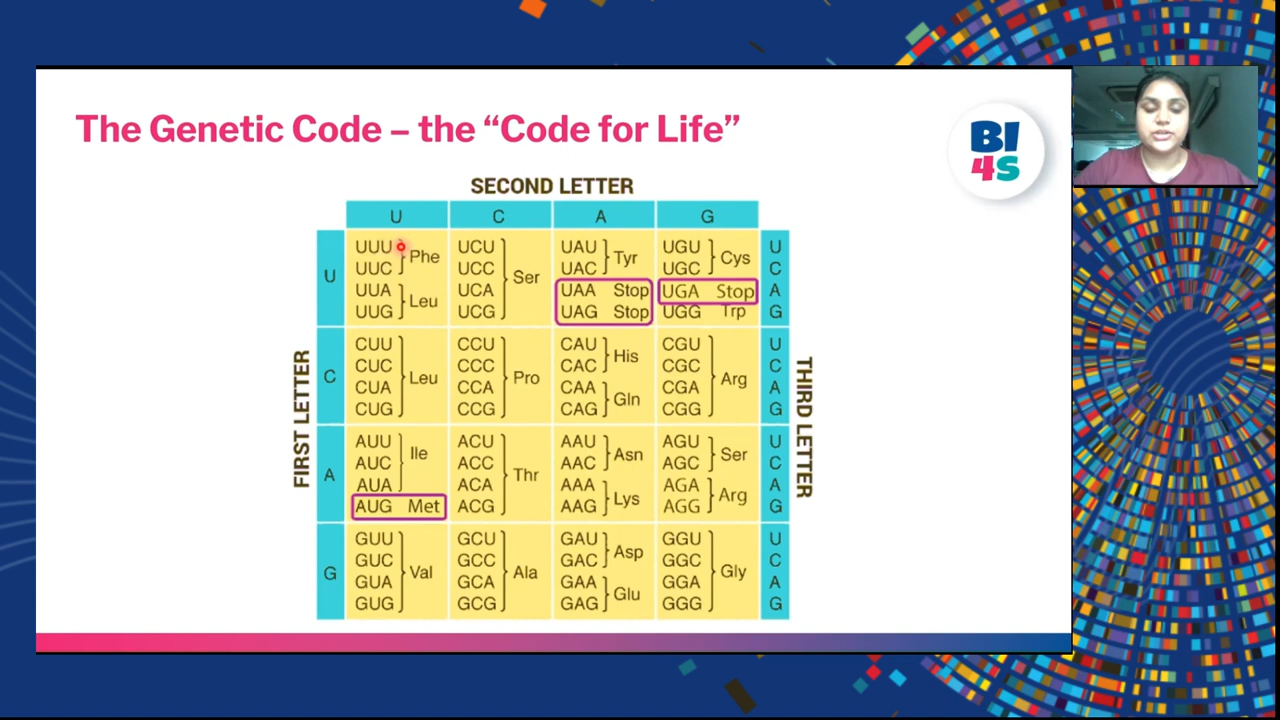 The Genetic Code – the “Code for Life”
BI
4S
SECOND LETTER
U C A G
FIRST LETTER
THIRD LETTER
U
UUU UCU UAU UGU U
Phe Tyr Cys
UUC UCC UAC UGC C
Ser
UUA UCA UAA Stop UGA Stop A
Leu
UUG UCG UAG Stop UGG Trp G
C
CUU CCU CAU CGU U
His
CUC CCC CAC CGC C
Leu Pro Arg
CUA CCA CAA CGA A
Gln
CUG CCG CAG CGG G
A
AUU ACU AAU AGU U
Ile Asn Ser
AUC ACC AAC AGC C
Thr
AUA ACA AAA AGA A
Lys Arg
AUG Met ACG AAG AGG G
G
GUU GCU GAU GGU U
Asp
GUC GCC GAC GGC C
Val Ala Gly
GUA GCA GAA GGA A
Glu
GUG GCG GAG GGG G